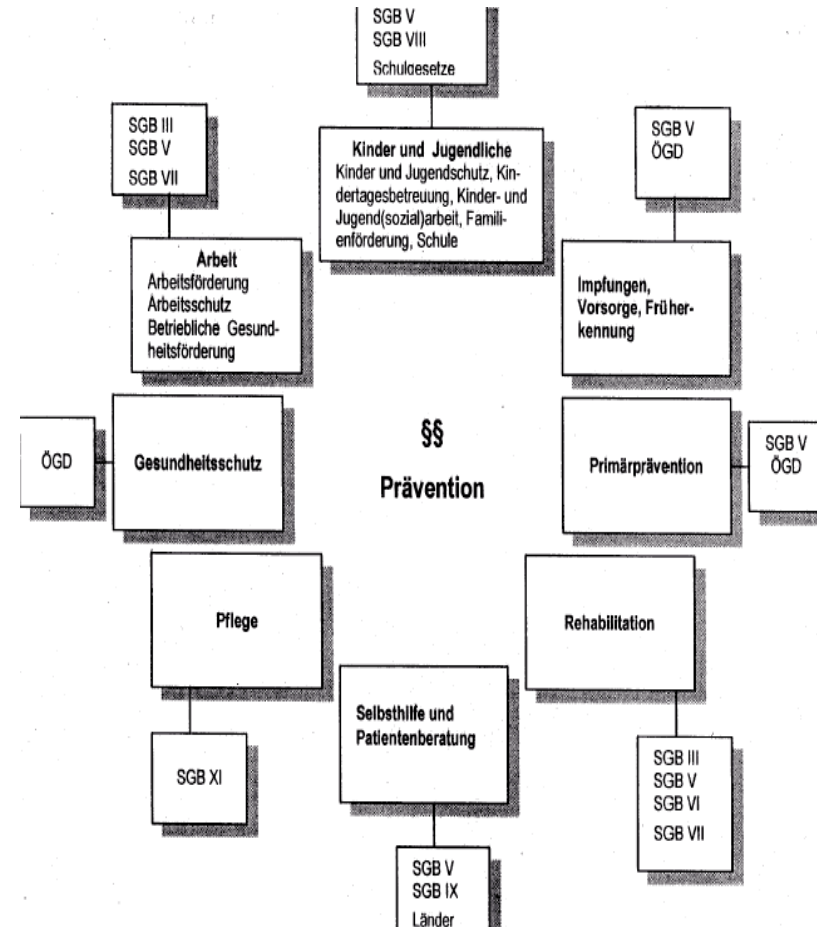 SGB V
SGB VIII
Schulgesetze
SGB III
SGB V
SGB VII
Kinder und Jugendliche
Kinder und Jugendschutz, Kin-
dertagesbetreuung, Kinder- und
Jugend(sozial)arbeit, Famili-
enförderung, Schule
SGB V
ÖGD
Arbeit
Arbeitsförderung
Arbeitsschutz
Betriebliche Gesund-
heitsförderung
Impfungen,
Vorsorge, Früher-
kennung
ÖGD
Gesundheitsschutz
§§
Prävention
Primärprävention
SGB V
ÖGD
Pflege
Rehabilitation
Selbsthilfe und
Patientenberatung
SGB XI
SGB III
SGB V
SGB VI
SGB VII
SGB V
SGB IX
Länder